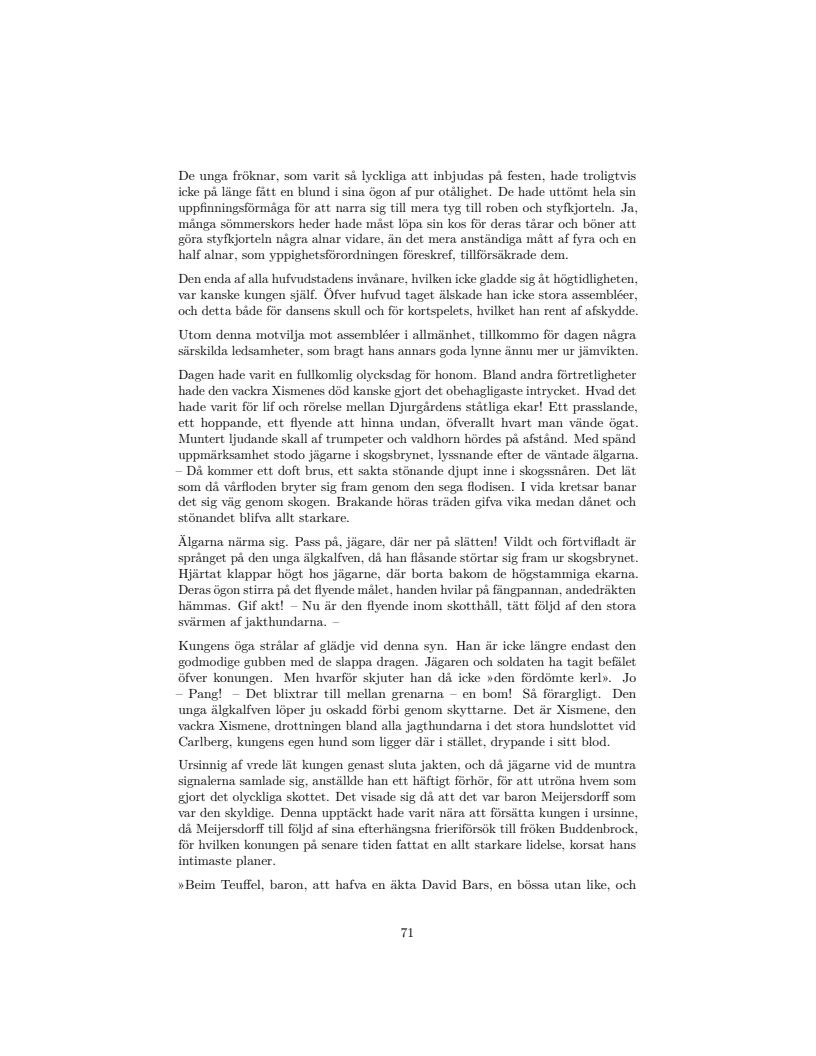 De unga fröknar, som varit så lyckliga att inbjudas på festen, hade troligtvis
icke på länge fått en blund i sina ögon af pur otålighet. De hade uttömt hela sin
uppfinningsförmåga för att narra sig till mera tyg till roben och styfkjorteln. Ja,
många sömmerskors heder hade måst löpa sin kos för deras tårar och böner att
göra styfkjorteln några alnar vidare, än det mera anständiga mått af fyra och en
half alnar, som yppighetsförordningen föreskref, tillförsäkrade dem.
Den enda af alla hufvudstadens invånare, hvilken icke gladde sig åt högtidligheten,
var kanske kungen själf. Öfver hufvud taget älskade han icke stora assembléer,
och detta både för dansens skull och för kortspelets, hvilket han rent af afskydde.
Utom denna motvilja mot assembléer i allmänhet, tillkommo för dagen några
särskilda ledsamheter, som bragt hans annars goda lynne ännu mer ur jämvikten.
Dagen hade varit en fullkomlig olycksdag för honom. Bland andra förtretligheter
hade den vackra Xismenes död kanske gjort det obehagligaste intrycket. Hvad det
hade varit för lif och rörelse mellan Djurgårdens ståtliga ekar! Ett prasslande,
ett hoppande, ett flyende att hinna undan, öfverallt hvart man vände ögat.
Muntert ljudande skall af trumpeter och valdhorn hördes på afstånd. Med spänd
uppmärksamhet stodo jägarne i skogsbrynet, lyssnande efter de väntade älgarna.
– Då kommer ett doft brus, ett sakta stönande djupt inne i skogssnåren. Det lät
som då vårfloden bryter sig fram genom den sega flodisen. I vida kretsar banar
det sig väg genom skogen. Brakande höras träden gifva vika medan dånet och
stönandet blifva allt starkare.
Älgarna närma sig. Pass på, jägare, där ner på slätten! Vildt och förtvifladt är
språnget på den unga älgkalfven, då han flåsande störtar sig fram ur skogsbrynet.
Hjärtat klappar högt hos jägarne, där borta bakom de högstammiga ekarna.
Deras ögon stirra på det flyende målet, handen hvilar på fängpannan, andedräkten
hämmas. Gif akt! – Nu är den flyende inom skotthåll, tätt följd af den stora
svärmen af jakthundarna. –
Kungens öga strålar af glädje vid denna syn. Han är icke längre endast den
godmodige gubben med de slappa dragen. Jägaren och soldaten ha tagit befälet
öfver konungen. Men hvarför skjuter han då icke »den fördömte kerl». Jo
– Pang! – Det blixtrar till mellan grenarna – en bom! Så förargligt. Den
unga älgkalfven löper ju oskadd förbi genom skyttarne. Det är Xismene, den
vackra Xismene, drottningen bland alla jagthundarna i det stora hundslottet vid
Carlberg, kungens egen hund som ligger där i stället, drypande i sitt blod.
Ursinnig af vrede lät kungen genast sluta jakten, och då jägarne vid de muntra
signalerna samlade sig, anställde han ett häftigt förhör, för att utröna hvem som
gjort det olyckliga skottet. Det visade sig då att det var baron Meijersdorff som
var den skyldige. Denna upptäckt hade varit nära att försätta kungen i ursinne,
då Meijersdorff till följd af sina efterhängsna frieriförsök till fröken Buddenbrock,
för hvilken konungen på senare tiden fattat en allt starkare lidelse, korsat hans
intimaste planer.
»Beim Teuffel, baron, att hafva en äkta David Bars, en bössa utan like, och
71